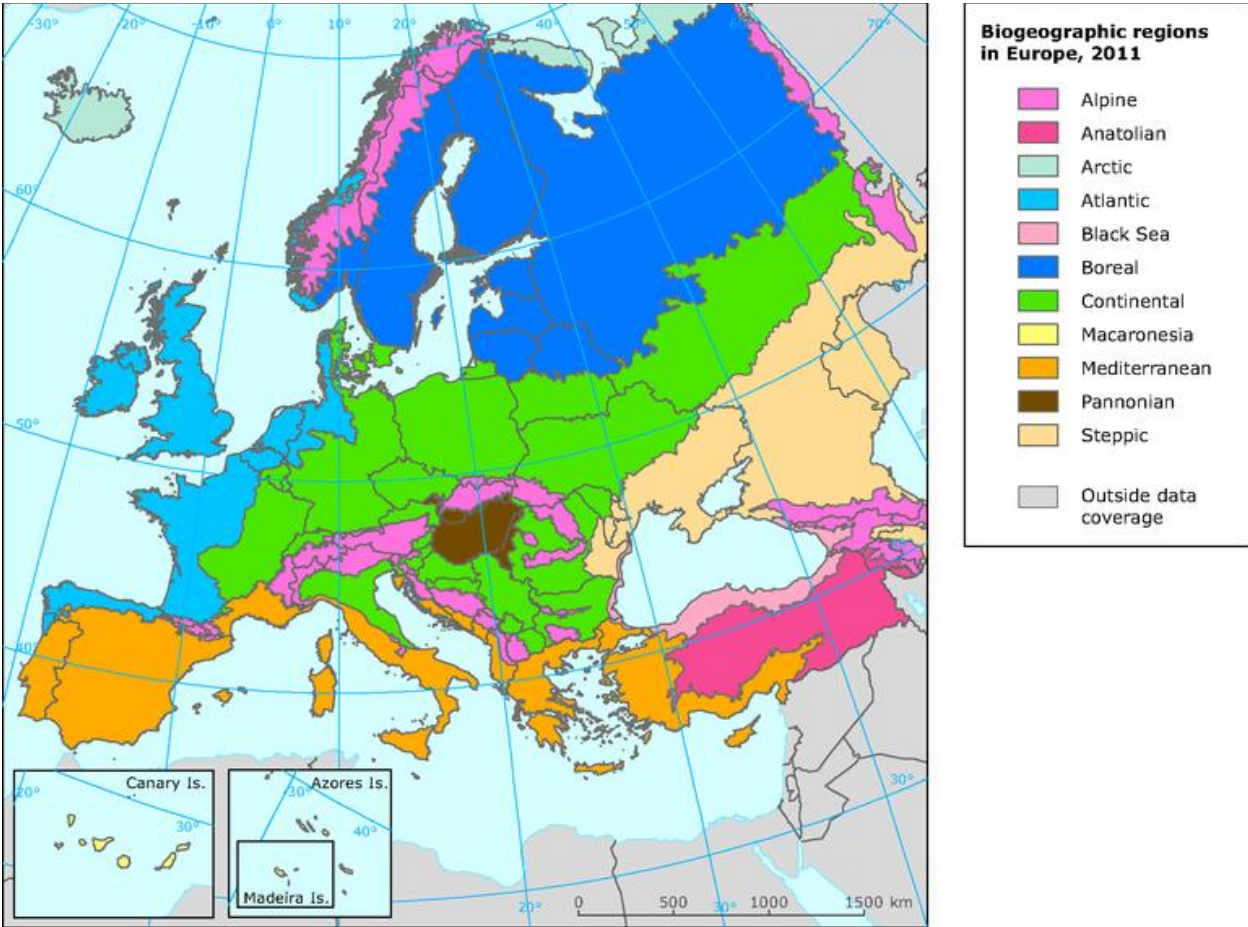 -30°
-20°
-10°
0°
10°
20°
30°
40°
50°
60°
70°
60°
50°
40°
Canary Is.
20°
30°
Azores Is.
-30°
40°
Madeira Is.
30°
20°
30°
0 500 1000 1500 km
Biogeographic regions
in Europe, 2011
Alpine
Anatolian
Arctic
Atlantic
Black Sea
Boreal
Continental
Macaronesia
Mediterranean
Pannonian
Steppic
Outside data
coverage